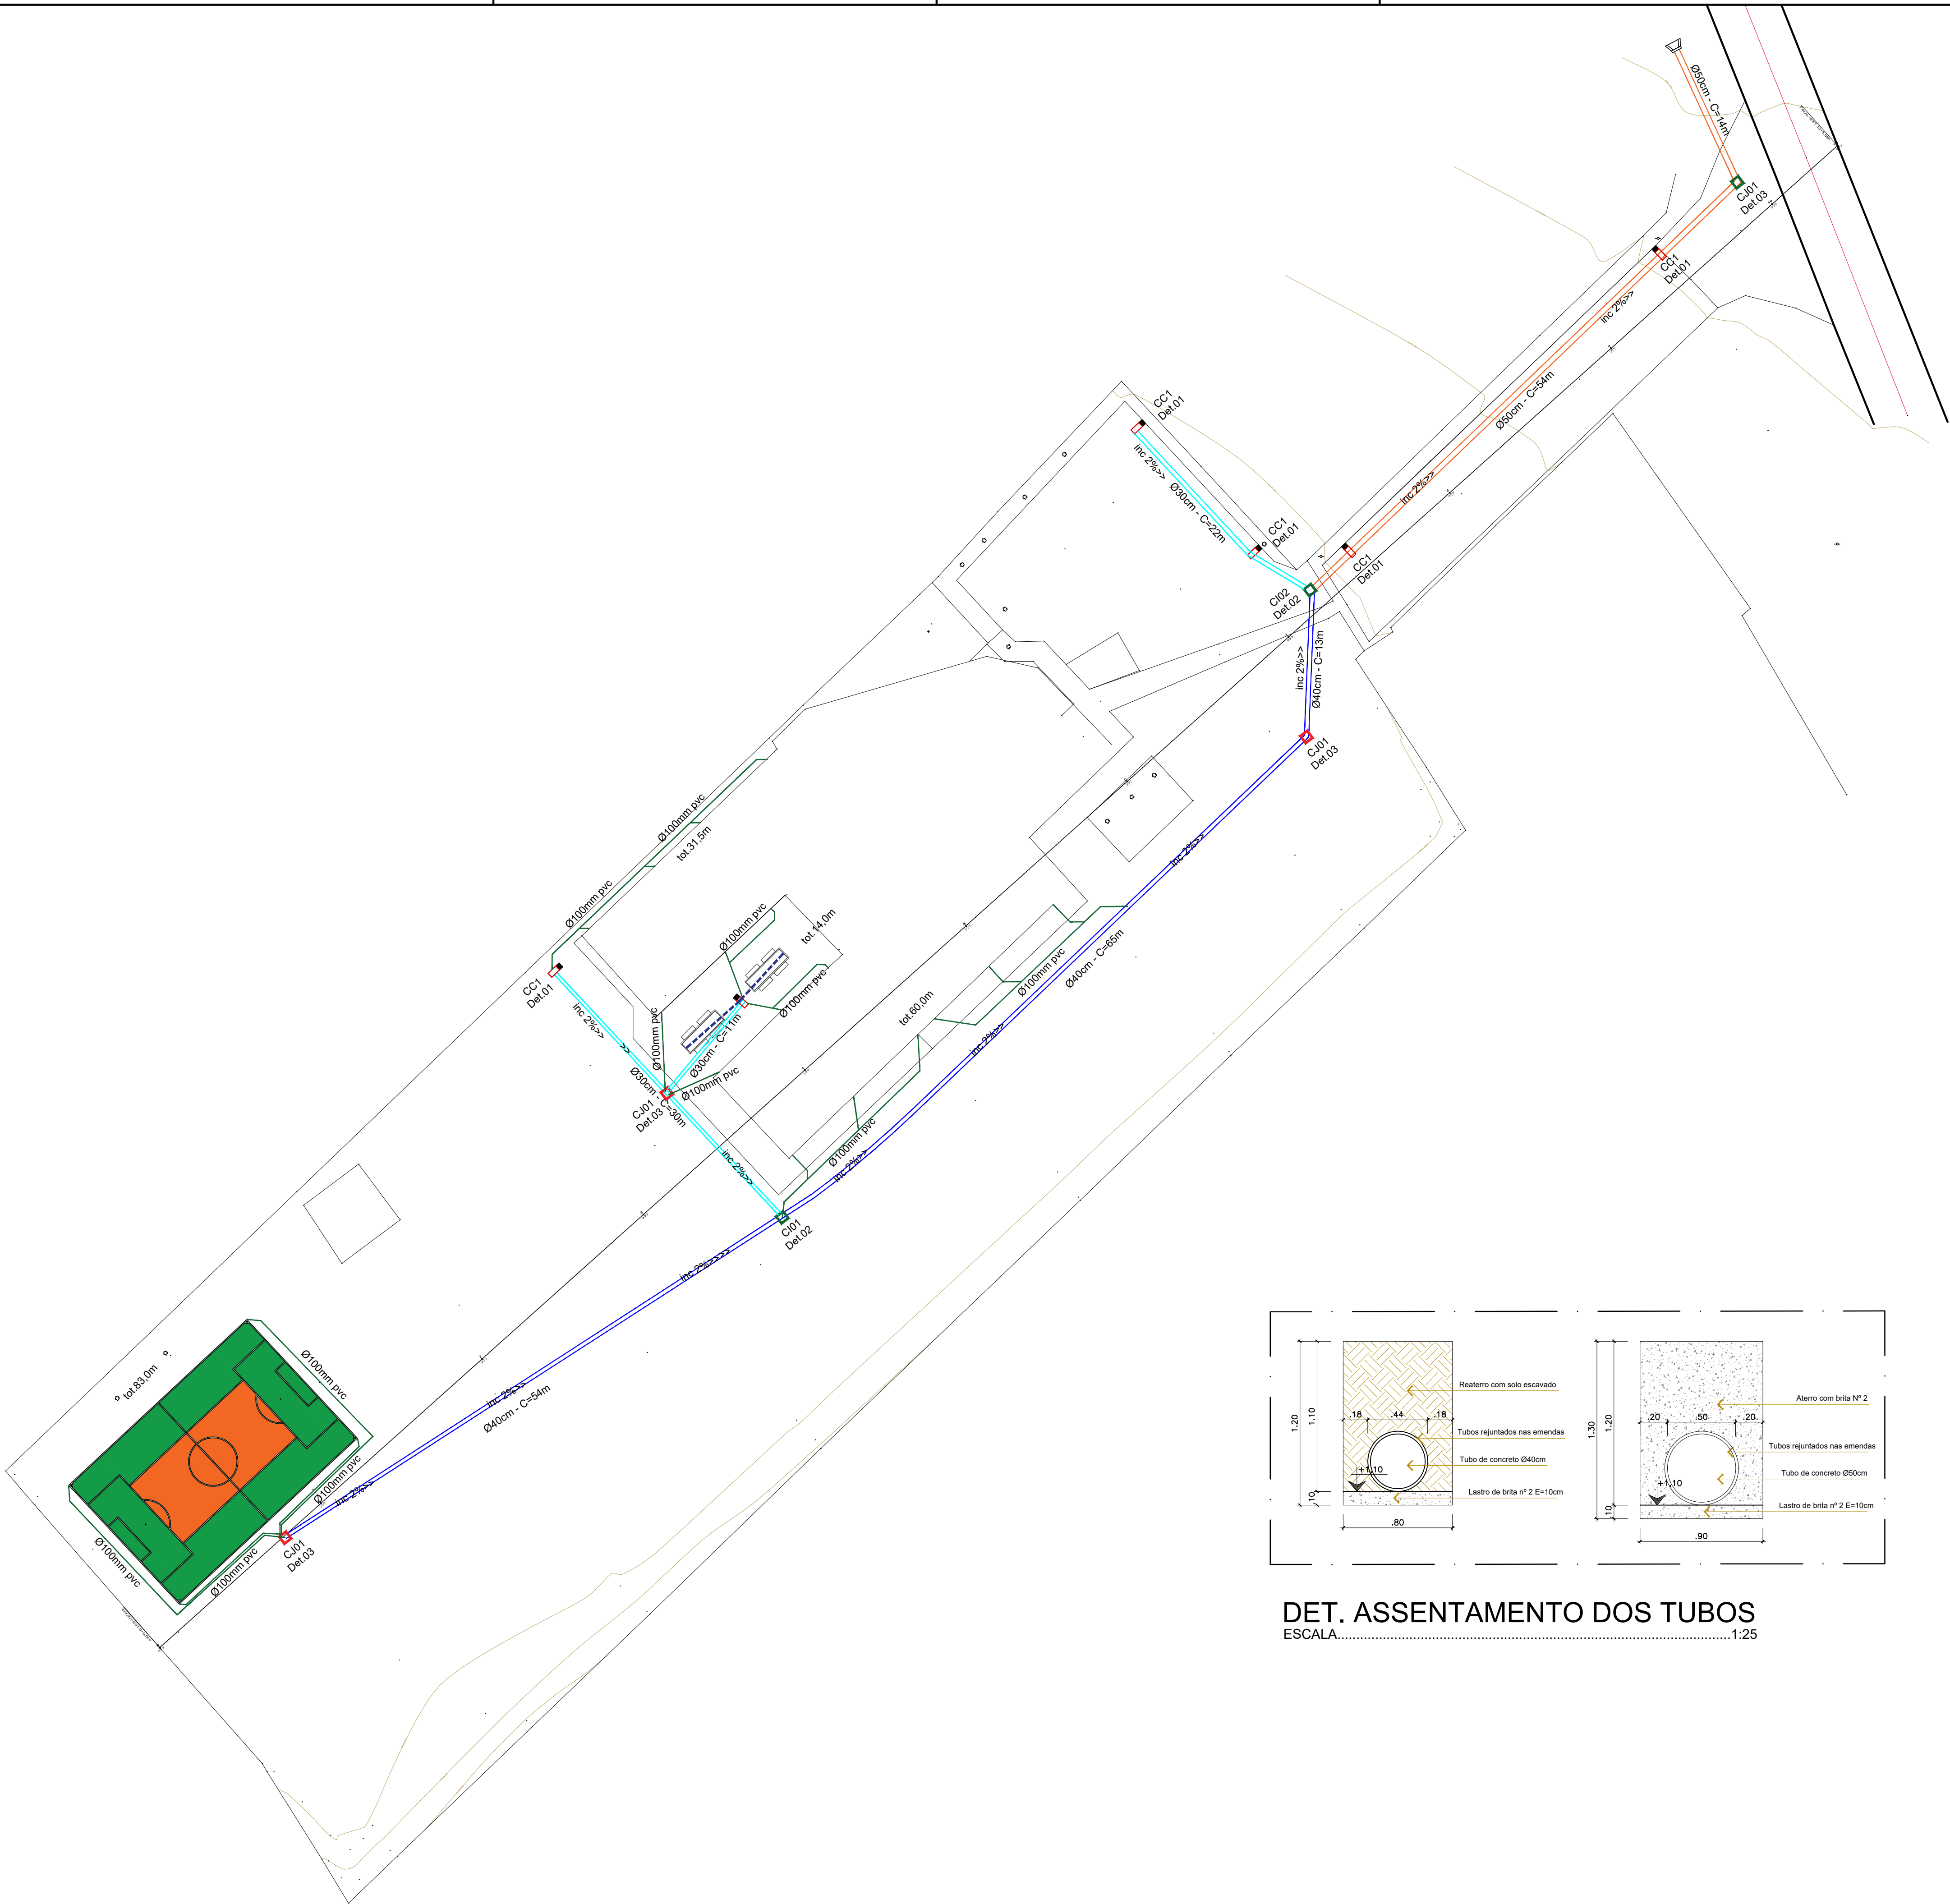 Ø50cm - C=14m
CJ01
Det.03
CC1
Det.01
inc 2%>>
Ø50cm - C=54m
inc 2%>>
CC1
Det.01
CC1
Det.01
inc 2%>>
Ø30cm - C=22m
CC1
Det.01
CI02
Det.02
inc 2%>>
Ø40cm - C=13m
CJ01
Det.03
inc 2%>>
Ø40cm - C=65m
inc 2%>>
inc 2%>>
Ø100mm pvc
tot.31,5m
Ø100mm pvc
Ø100mm pvc
tot.14,0m
Ø100mm pvc
Ø100mm pvc
Ø30cm - C=11m
Ø100mm pvc
CC1
Det.01
inc 2%>>
>>
Ø30cm - C=30m
CJ01
Det.03
inc 2%>>
tot.60,0m
Ø100mm pvc
Ø100mm pvc
CI01
Det.02
inc 2%>>>>
inc 2%>>
Ø40cm - C=54m
inc 2%>>
tot.83,0m
Ø100mm pvc
Ø100mm pvc
Ø100mm pvc
Ø100mm pvc
CJ01
Det.03
1.20
1.10
.10
.18
.44
.18
+1,10
.80
Reaterro com solo escavado
Tubos rejuntados nas emendas
Tubo de concreto Ø40cm
Lastro de brita nº 2 E=10cm
1.30
1.20
.10
.20
.50
.20
+1,10
.90
Aterro com brita Nº 2
Tubos rejuntados nas emendas
Tubo de concreto Ø50cm
Lastro de brita nº 2 E=10cm
DET. ASSENTAMENTO DOS TUBOS
ESCALA..........................................................................................................1:25